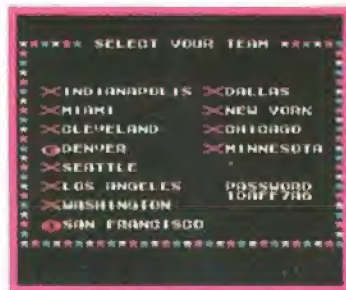 SELECT YOUR TEAM
INDIANAPOLIS DALLAS
MIAMI NEW YORK
CLEVELAND CHICAGO
DENVER MINNESOTA
SEATTLE
LOS ANGELES PASSWORD
WASHINGTON
SAN FRANCISCO